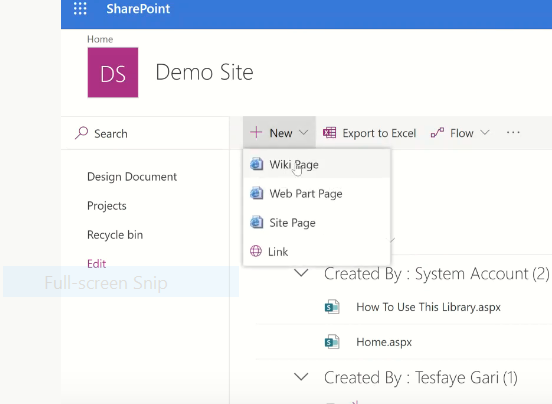 SharePoint
Home
DS
Demo Site
Search
New
Export to Excel
Flow
...
Wiki Page
Web Part Page
Site Page
Link
Design Document
Projects
Recycle bin
Edit
Full-screen Snip
Created By : System Account (2)
How To Use This Library.aspx
Home.aspx
Created By : Tesfaye Gari (1)